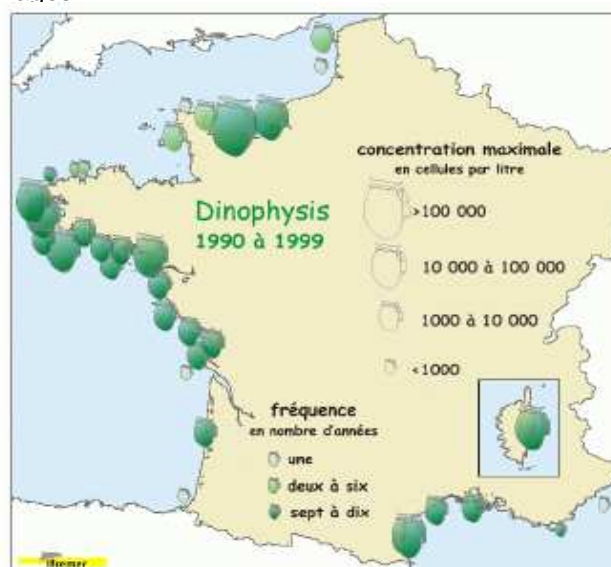 Dinophysis
1990 à 1999
concentration maximale
en cellules par litre
>100 000
10 000 à 100 000
1000 à 10 000
<1000
fréquence
en nombre d'années
une
deux à six
sept à dix
Ifremer